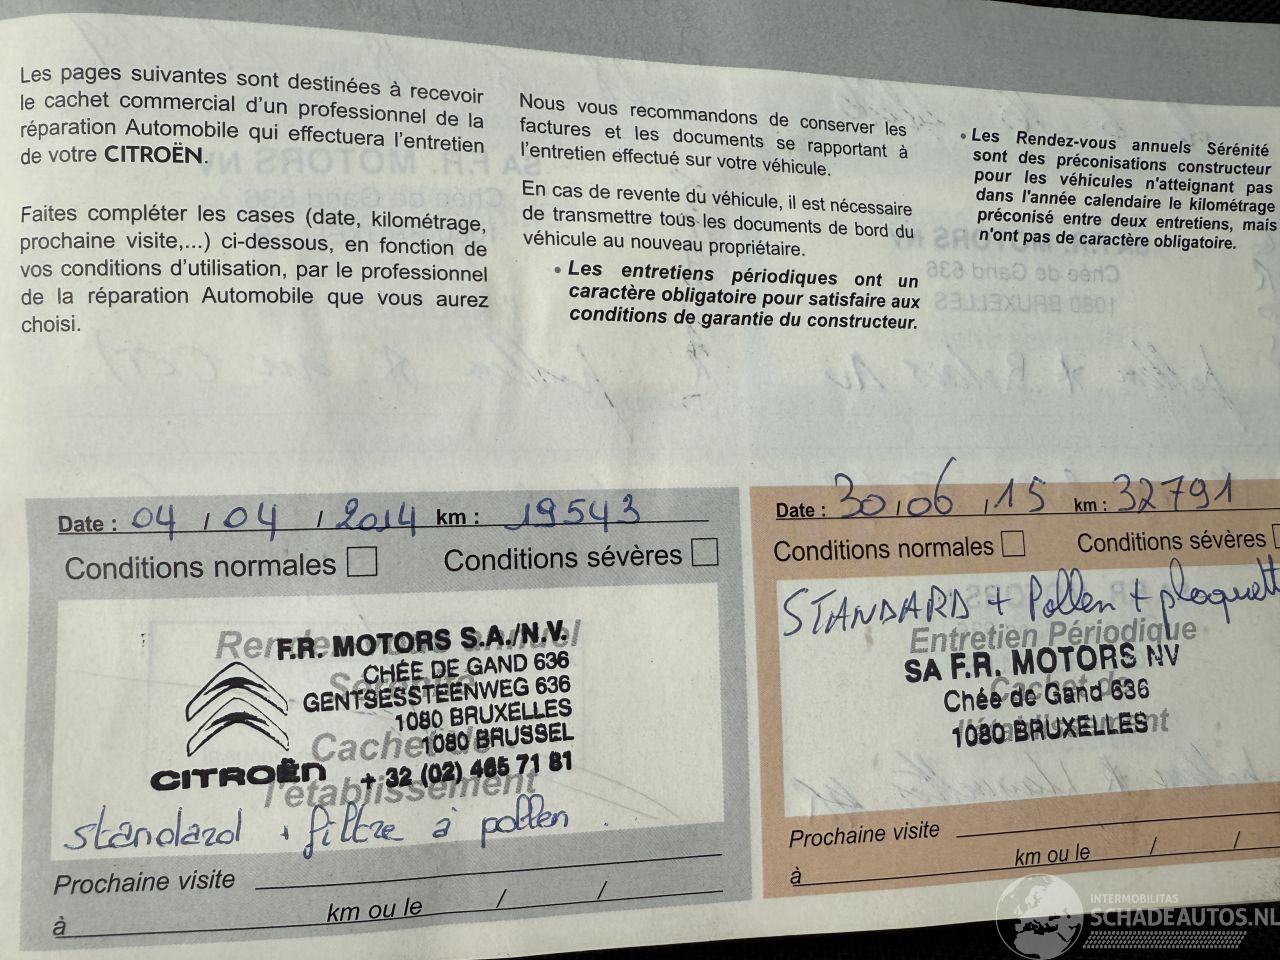 Les pages suivantes sont destinées à recevoir
le cachet commercial d'un professionnel de la
réparation Automobile qui effectuera l'entretien
de votre CITROËN.
Faites compléter les cases (date, kilométrage,
prochaine visite,...) ci-dessous, en fonction de
vos conditions d'utilisation, par le professionnel
de la réparation Automobile que vous aurez
choisi.
Nous vous recommandons de conserver les
factures et les documents se rapportant à
l'entretien effectué sur votre véhicule.
En cas de revente du véhicule, il est nécessaire
de transmettre tous les documents de bord du
véhicule au nouveau propriétaire.
• Les entretiens périodiques ont un
caractère obligatoire pour satisfaire aux
conditions de garantie du constructeur.
• Les Rendez-vous annuels Sérénité
sont des préconisations constructeur
pour les véhicules n'atteignant pas
dans l'année calendaire le kilométrage
préconisé entre deux entretiens, mais
n'ont pas de caractère obligatoire.
Date : 04 / 04 / 2014 km : 19543
Conditions normales Conditions sévères
F.R. MOTORS S.A./N.V.
CHÉE DE GAND 636
GENTSESSTEENWEG 636
1080 BRUXELLES
1080 BRUSSEL
CITROËN + 32 (02) 465 71 81
Cachet de
l'établissement
standard + filtre à pollen .
Prochaine visite
à km ou le / /
Date : 30 / 06 / 15 km : 32791
Conditions normales Conditions sévères
STANDARD + Pollen + plaquett
Entretien Périodique
SA F.R. MOTORS NV
Cachet de
Chée de Gand 636
l'établissement
1080 BRUXELLES
Prochaine visite
à km ou le / /
INTERMOBILITAS
SCHADEAUTOS.NL